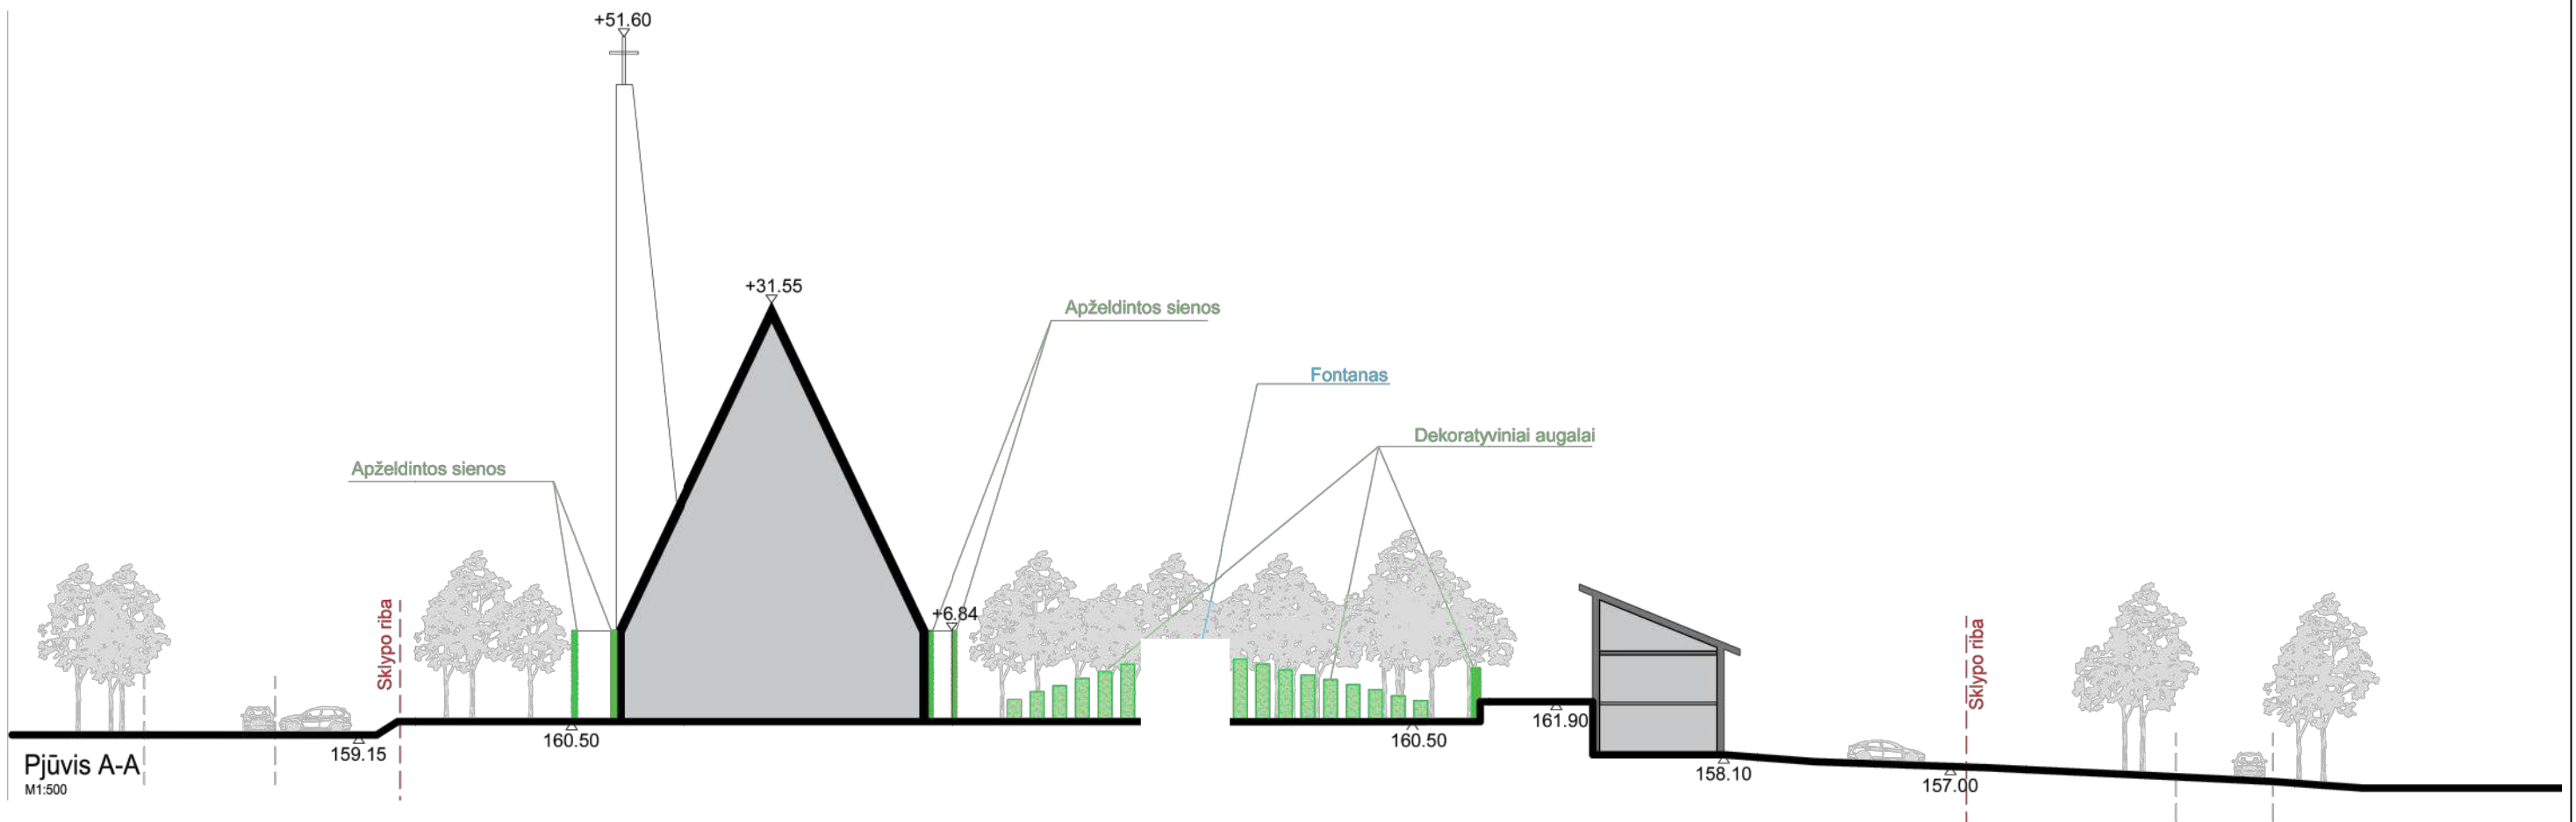 +51.60
+31.55
Apželdintos sienos
Fontanas
Dekoratyviniai augalai
Apželdintos sienos
Sklypo riba
+6.84
Sklypo riba
161.90
160.50
160.50
159.15
158.10
157.00
Pjūvis A-A
M1:500